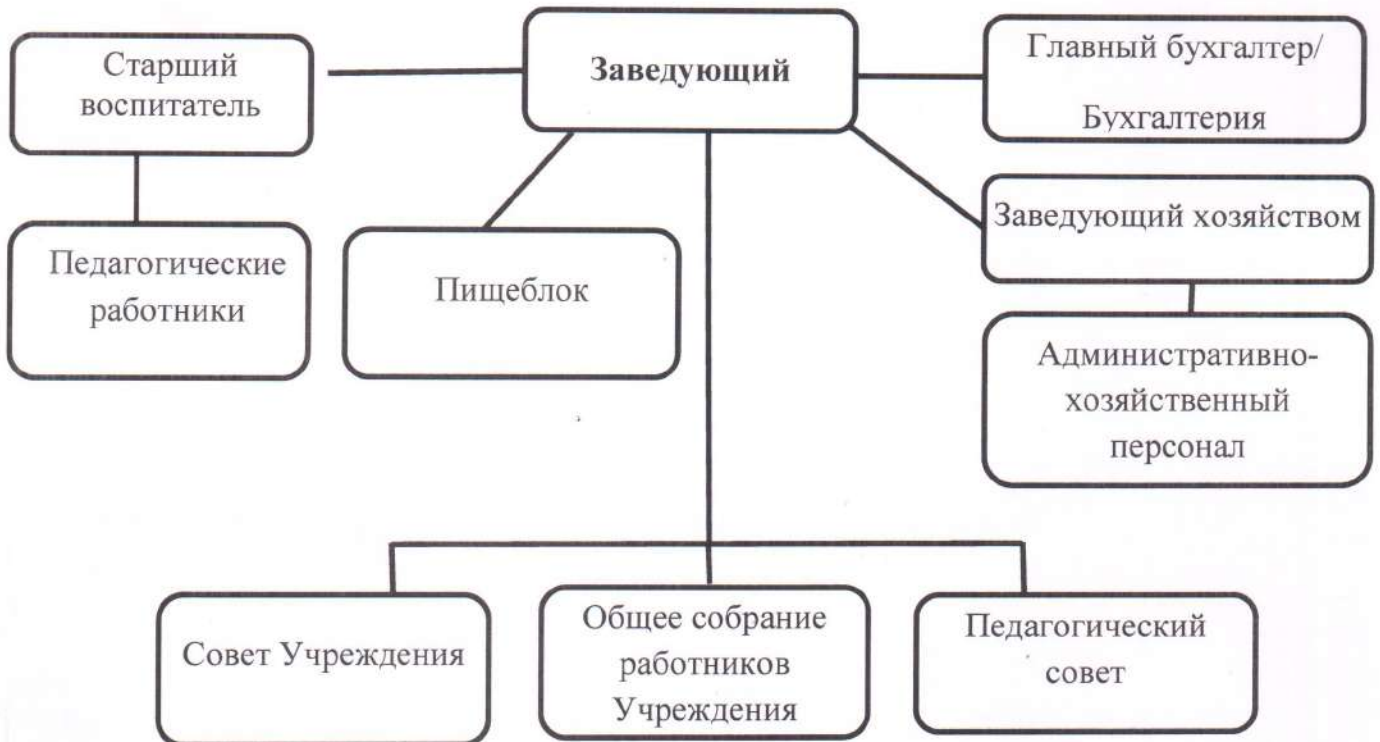 Старший
воспитатель
Заведующий
Главный бухгалтер/
Бухгалтерия
Педагогические
работники
Пищеблок
Заведующий хозяйством
Административно-
хозяйственный
персонал
Совет Учреждения
Общее собрание
работников
Учреждения
Педагогический
совет